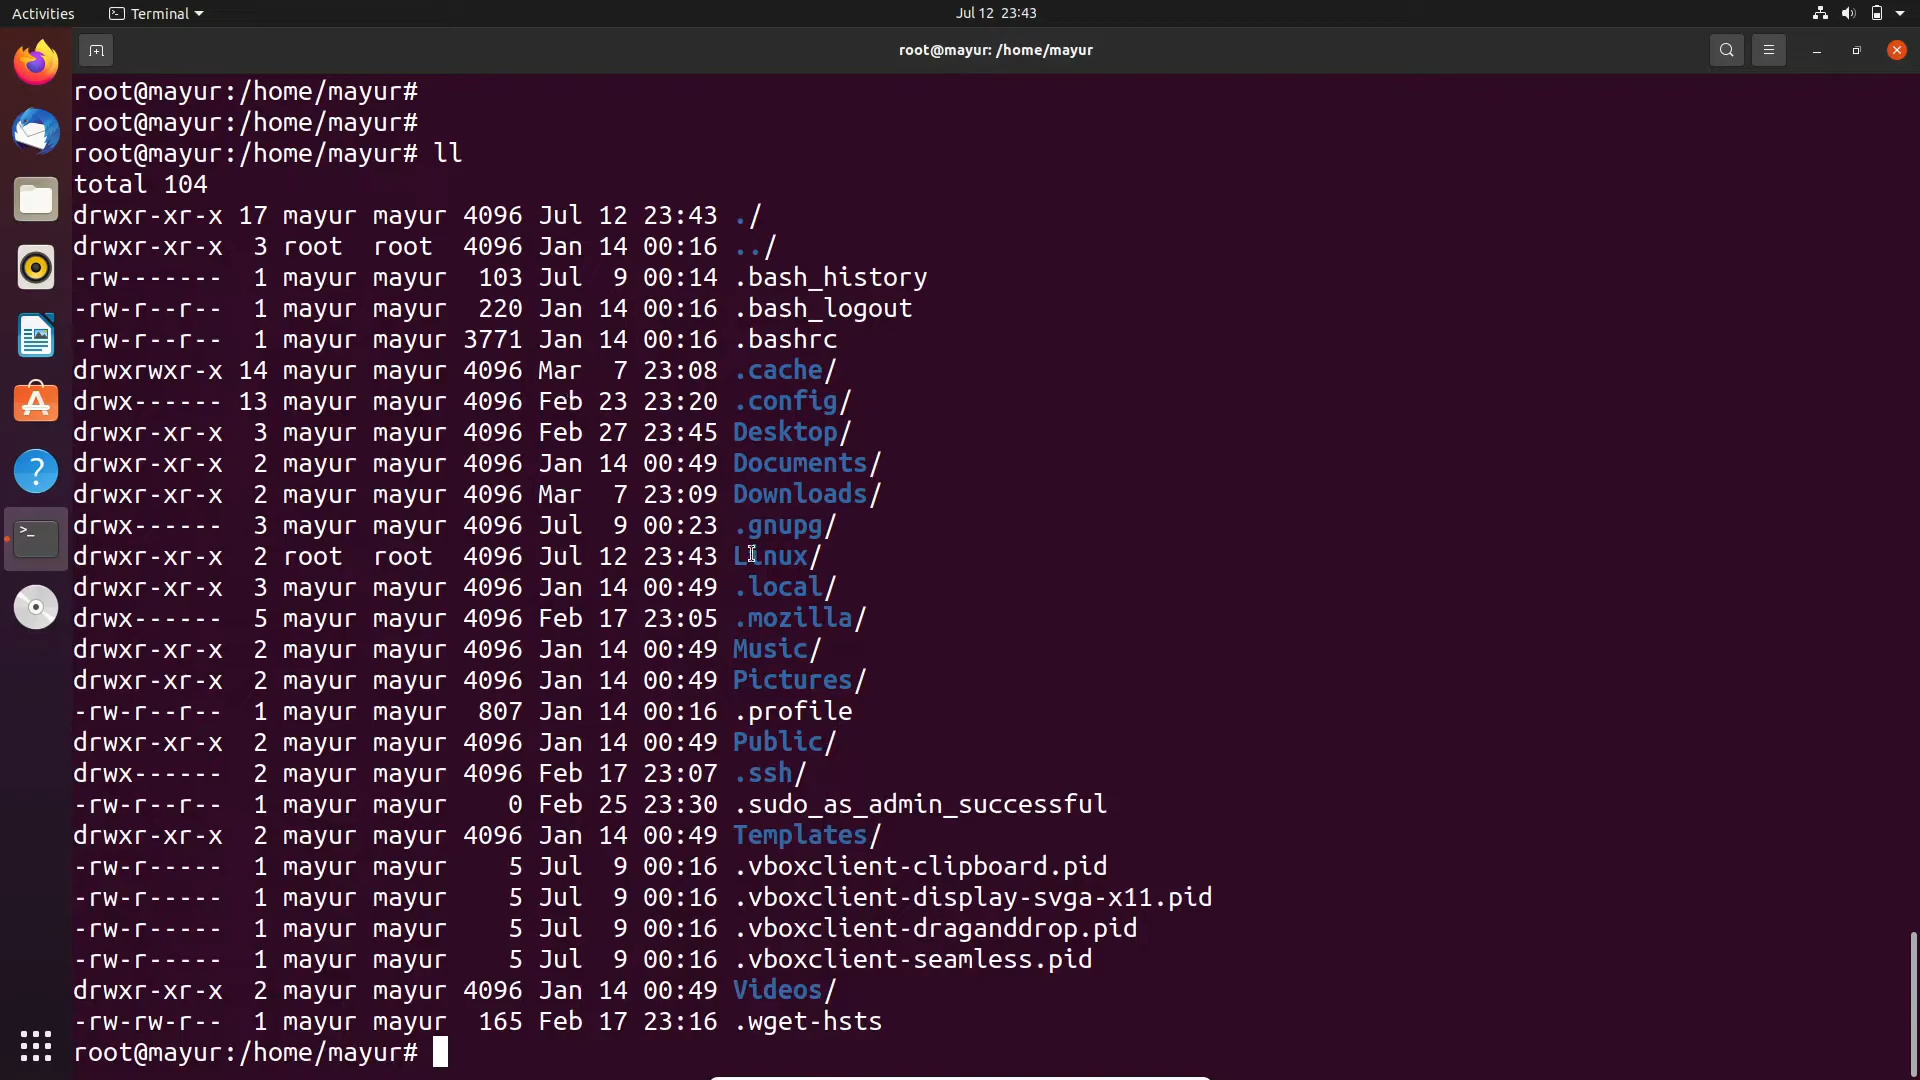 Activities Terminal Jul 12 23:43
root@mayur: /home/mayur
root@mayur:/home/mayur#
root@mayur:/home/mayur#
root@mayur:/home/mayur# ll
total 104
drwxr-xr-x 17 mayur mayur 4096 Jul 12 23:43 ./
drwxr-xr-x  3 root  root  4096 Jan 14 00:16 ../
-rw-------  1 mayur mayur  103 Jul  9 00:14 .bash_history
-rw-r--r--  1 mayur mayur  220 Jan 14 00:16 .bash_logout
-rw-r--r--  1 mayur mayur 3771 Jan 14 00:16 .bashrc
drwxrwxr-x 14 mayur mayur 4096 Mar  7 23:08 .cache/
drwx------ 13 mayur mayur 4096 Feb 23 23:20 .config/
drwxr-xr-x  3 mayur mayur 4096 Feb 27 23:45 Desktop/
drwxr-xr-x  2 mayur mayur 4096 Jan 14 00:49 Documents/
drwxr-xr-x  2 mayur mayur 4096 Mar  7 23:09 Downloads/
drwx------  3 mayur mayur 4096 Jul  9 00:23 .gnupg/
drwxr-xr-x  2 root  root  4096 Jul 12 23:43 Linux/
drwxr-xr-x  3 mayur mayur 4096 Jan 14 00:49 .local/
drwx------  5 mayur mayur 4096 Feb 17 23:05 .mozilla/
drwxr-xr-x  2 mayur mayur 4096 Jan 14 00:49 Music/
drwxr-xr-x  2 mayur mayur 4096 Jan 14 00:49 Pictures/
-rw-r--r--  1 mayur mayur  807 Jan 14 00:16 .profile
drwxr-xr-x  2 mayur mayur 4096 Jan 14 00:49 Public/
drwx------  2 mayur mayur 4096 Feb 17 23:07 .ssh/
-rw-r--r--  1 mayur mayur    0 Feb 25 23:30 .sudo_as_admin_successful
drwxr-xr-x  2 mayur mayur 4096 Jan 14 00:49 Templates/
-rw-r-----  1 mayur mayur    5 Jul  9 00:16 .vboxclient-clipboard.pid
-rw-r-----  1 mayur mayur    5 Jul  9 00:16 .vboxclient-display-svga-x11.pid
-rw-r-----  1 mayur mayur    5 Jul  9 00:16 .vboxclient-draganddrop.pid
-rw-r-----  1 mayur mayur    5 Jul  9 00:16 .vboxclient-seamless.pid
drwxr-xr-x  2 mayur mayur 4096 Jan 14 00:49 Videos/
-rw-rw-r--  1 mayur mayur  165 Feb 17 23:16 .wget-hsts
root@mayur:/home/mayur#